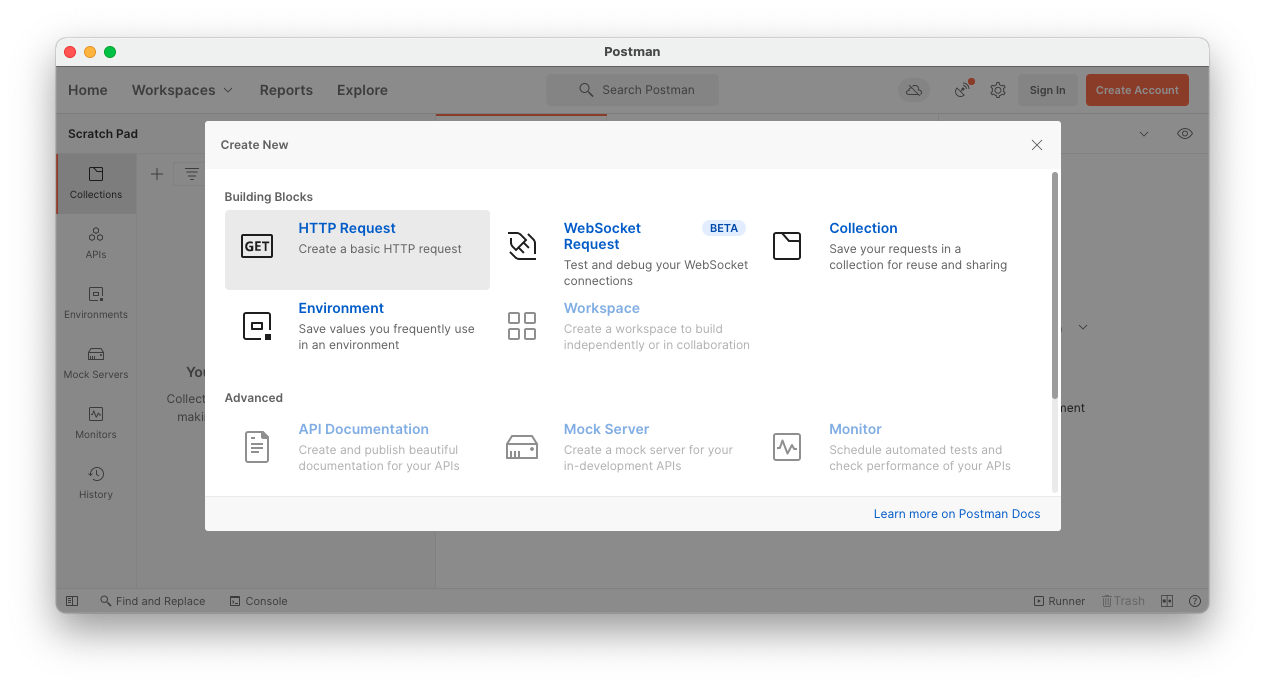 Postman
Home Workspaces Reports Explore Search Postman Sign In Create Account
Scratch Pad
Create New
Collections
APIs
Environments
Mock Servers
Monitors
History
Building Blocks
GET
HTTP Request
Create a basic HTTP request
WebSocket
Request
BETA
Test and debug your WebSocket
connections
Collection
Save your requests in a
collection for reuse and sharing
Environment
Save values you frequently use
in an environment
Workspace
Create a workspace to build
independently or in collaboration
Advanced
API Documentation
Create and publish beautiful
documentation for your APIs
Mock Server
Create a mock server for your
in-development APIs
Monitor
Schedule automated tests and
check performance of your APIs
Learn more on Postman Docs
Find and Replace Console Runner Trash